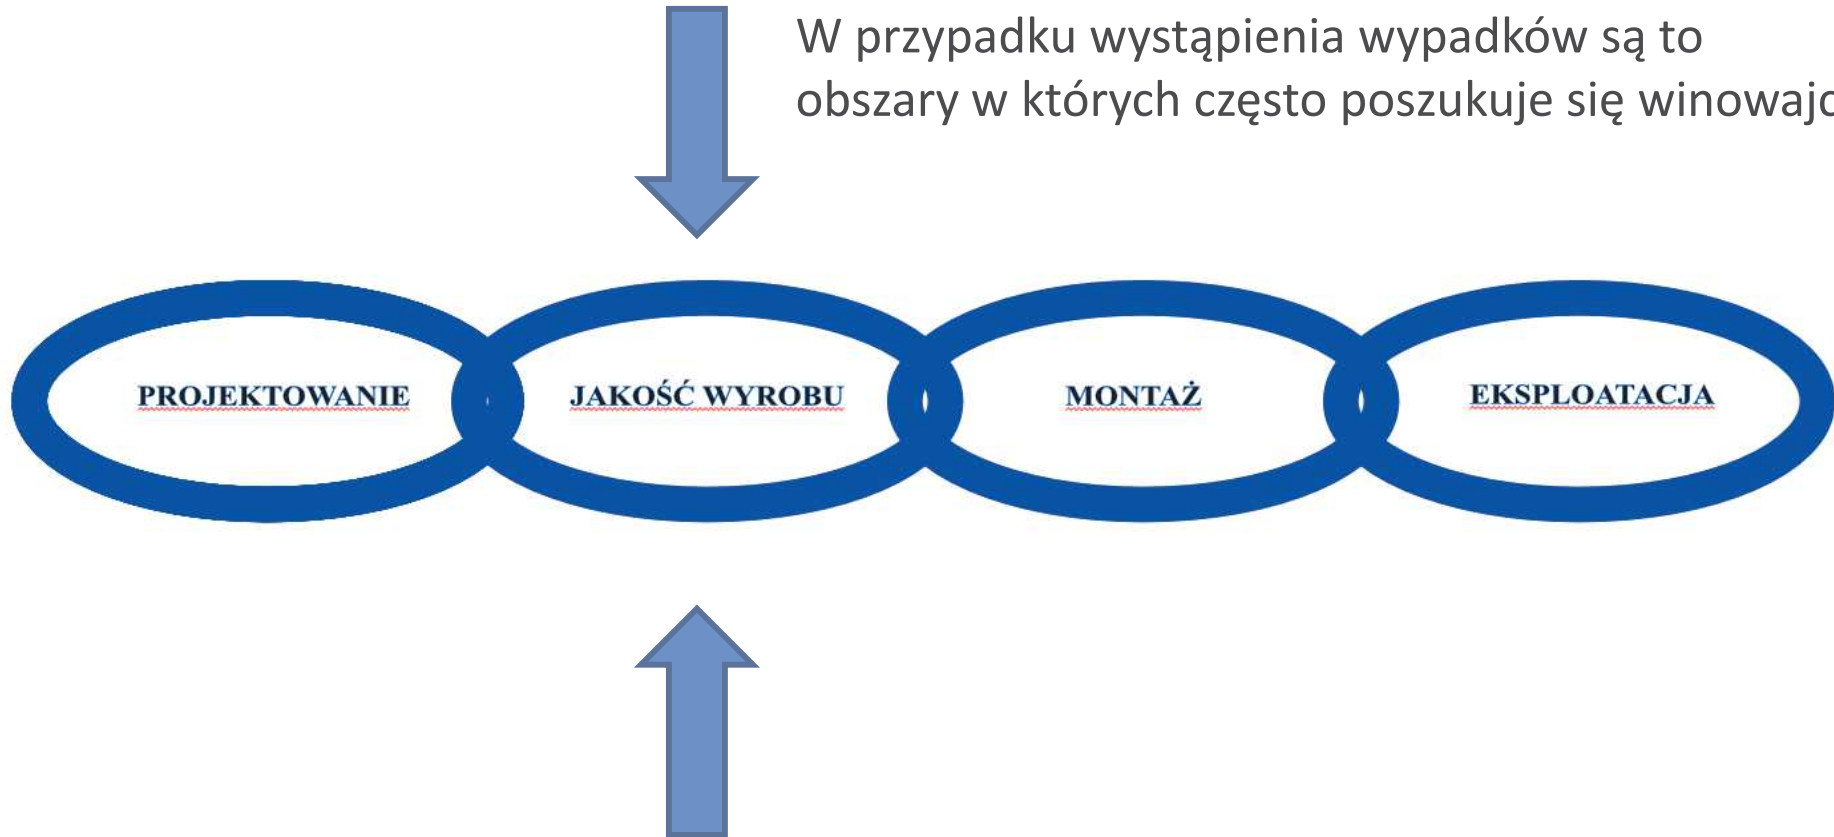 W przypadku wystąpienia wypadków są to
obszary w których często poszukuje się
PROJEKTOWANIE
JAKOŚĆ WYROBU
MONTAŻ
EKSPLOATACJA